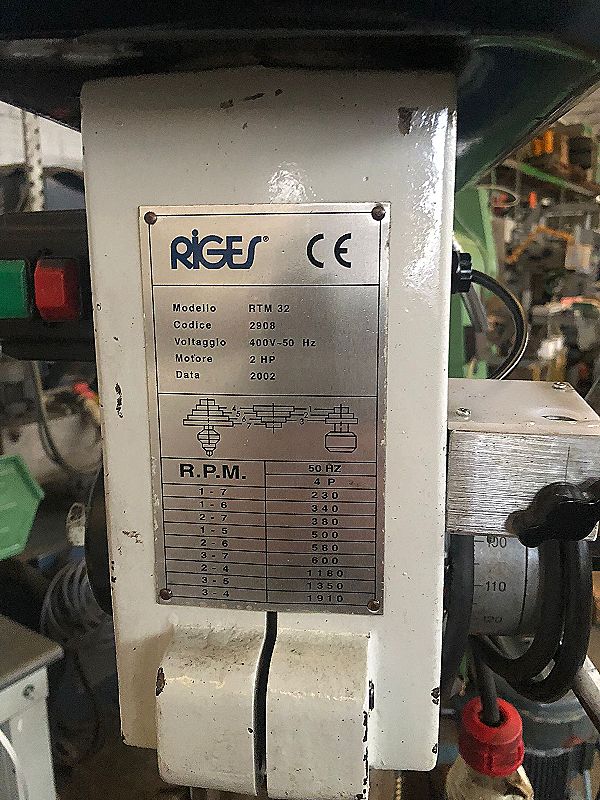 RIGES® CE
Modello RTM 32
Codice 2908
Voltaggio 400V~50 Hz
Motore 2 HP
Data 2002
R.P.M. 50 HZ
4 P
1 - 7 230
1 - 6 340
2 - 7 380
1 - 5 500
2 - 6 560
3 - 7 600
2 - 4 1160
3 - 5 1350
3 - 4 1910
100
110
120